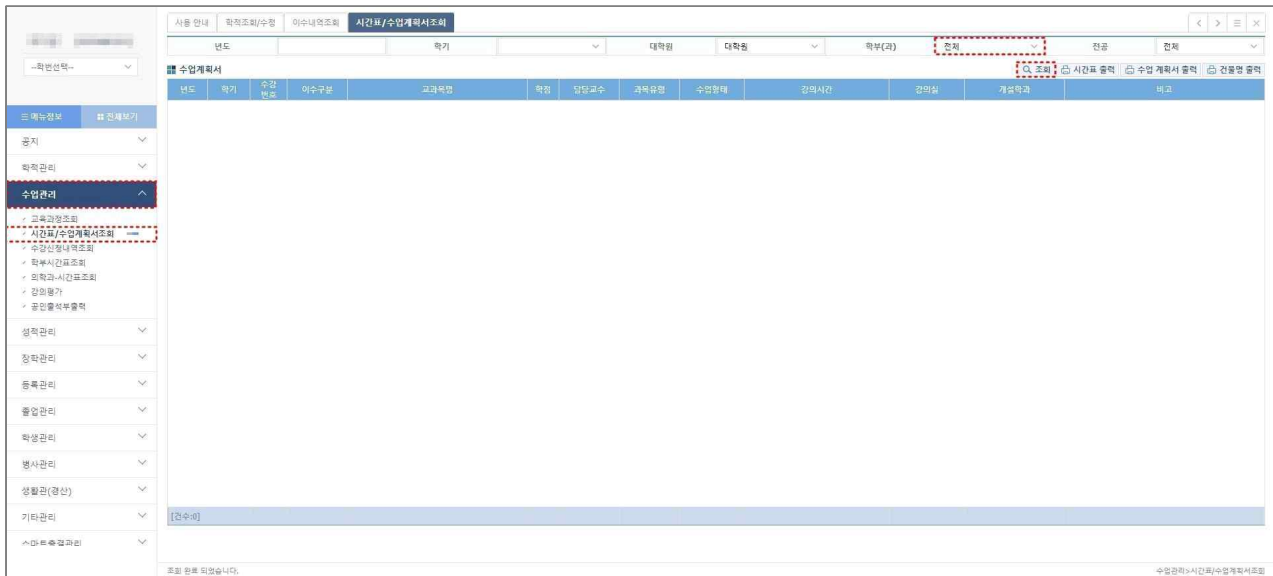 사용 안내 학적조회/수정 이수내역조회 시간표/수업계획서조회
년도 학기 대학원 대학원 학부(과) 전체 전공 전체
--학번선택--
수업계획서 조회 시간표 출력 수업 계획서 출력 건물명 출력
년도 학기 수강번호 이수구분 교과목명 학점 담당교수 과목유형 수업형태 강의시간 강의실 개설학과 비고
메뉴정보 전체보기
공지
학적관리
수업관리
교육과정조회
시간표/수업계획서조회
수강신청내역조회
학부시간표조회
의학과-시간표조회
강의평가
공인출석부출력
성적관리
장학관리
등록관리
졸업관리
학생관리
병사관리
생활관(경산)
기타관리
[건수:0]
스마트출결관리
조회 완료 되었습니다. 수업관리>시간표/수업계획서조회